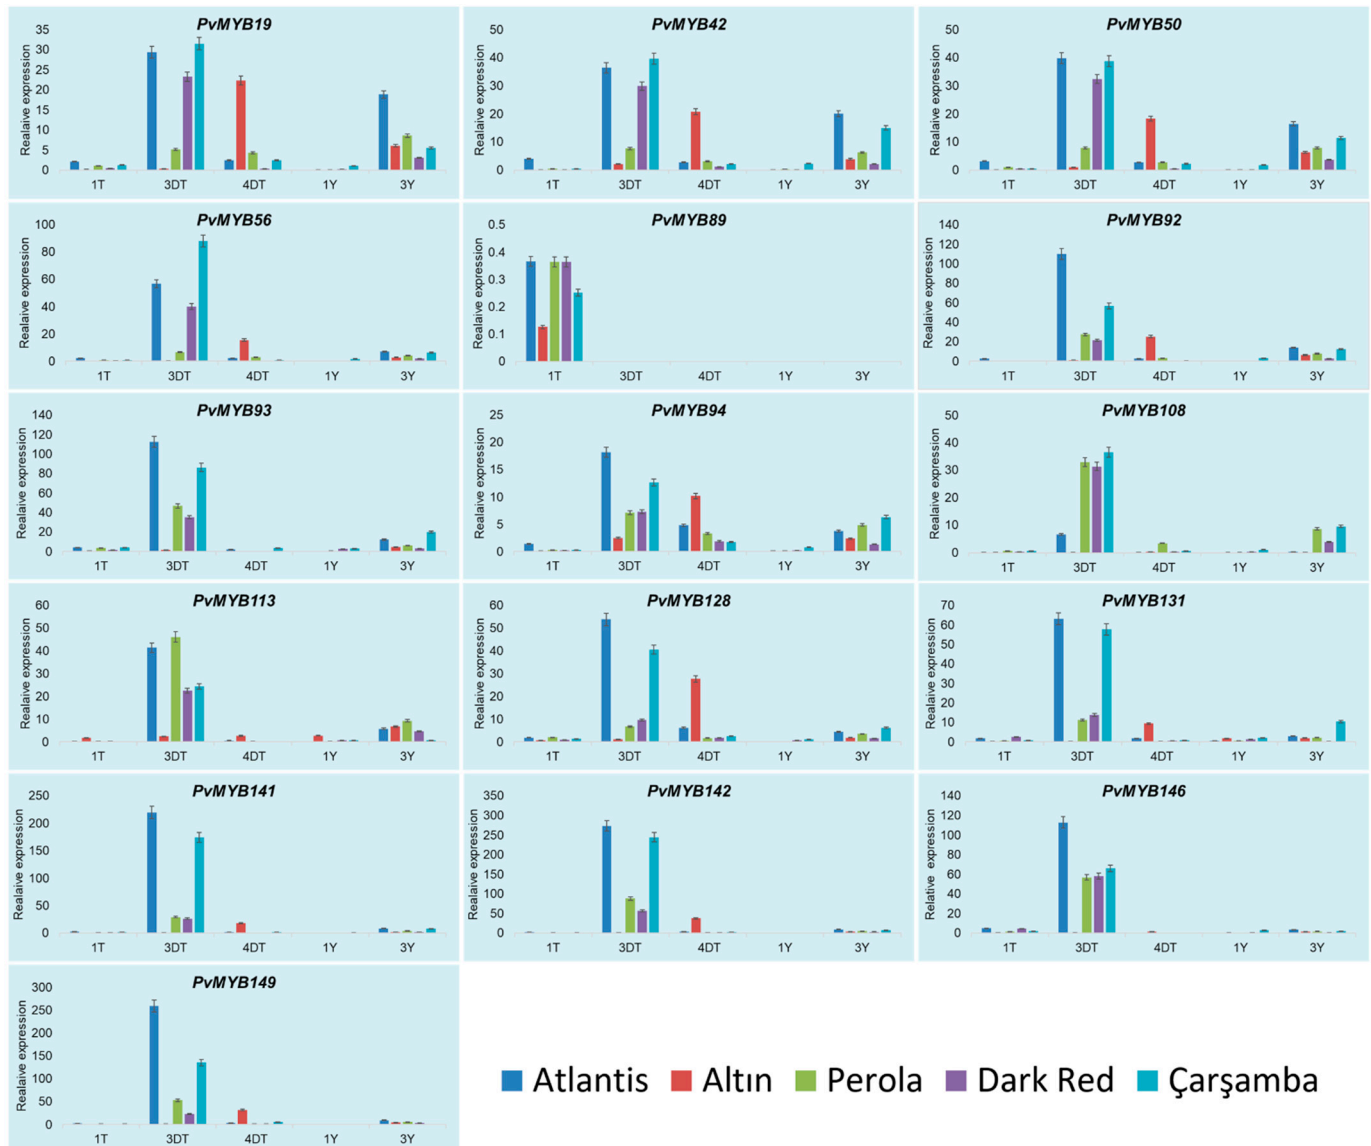 PvMYB19
Realaive expression
35
30
25
20
15
10
5
0
1T 3DT 4DT 1Y 3Y
PvMYB42
Realaive expression
50
40
30
20
10
0
1T 3DT 4DT 1Y 3Y
PvMYB50
Realaive expression
50
40
30
20
10
0
1T 3DT 4DT 1Y 3Y
PvMYB56
Realaive expression
100
80
60
40
20
0
1T 3DT 4DT 1Y 3Y
PvMYB89
Realaive expression
0.5
0.4
0.3
0.2
0.1
0
1T 3DT 4DT 1Y 3Y
PvMYB92
Realaive expression
140
120
100
80
60
40
20
0
1T 3DT 4DT 1Y 3Y
PvMYB93
Realaive expression
140
120
100
80
60
40
20
0
1T 3DT 4DT 1Y 3Y
PvMYB94
Realaive expression
25
20
15
10
5
0
1T 3DT 4DT 1Y 3Y
PvMYB108
Realaive expression
50
40
30
20
10
0
1T 3DT 4DT 1Y 3Y
PvMYB113
Realaive expression
60
50
40
30
20
10
0
1T 3DT 4DT 1Y 3Y
PvMYB128
Realaive expression
60
50
40
30
20
10
0
1T 3DT 4DT 1Y 3Y
PvMYB131
Realaive expression
70
60
50
40
30
20
10
0
1T 3DT 4DT 1Y 3Y
PvMYB141
Realaive expression
250
200
150
100
50
0
1T 3DT 4DT 1Y 3Y
PvMYB142
Realaive expression
350
300
250
200
150
100
50
0
1T 3DT 4DT 1Y 3Y
PvMYB146
Relative expression
140
120
100
80
60
40
20
0
1T 3DT 4DT 1Y 3Y
PvMYB149
Realaive expression
300
250
200
150
100
50
0
1T 3DT 4DT 1Y 3Y
Atlantis Altın Perola Dark Red Çarşamba